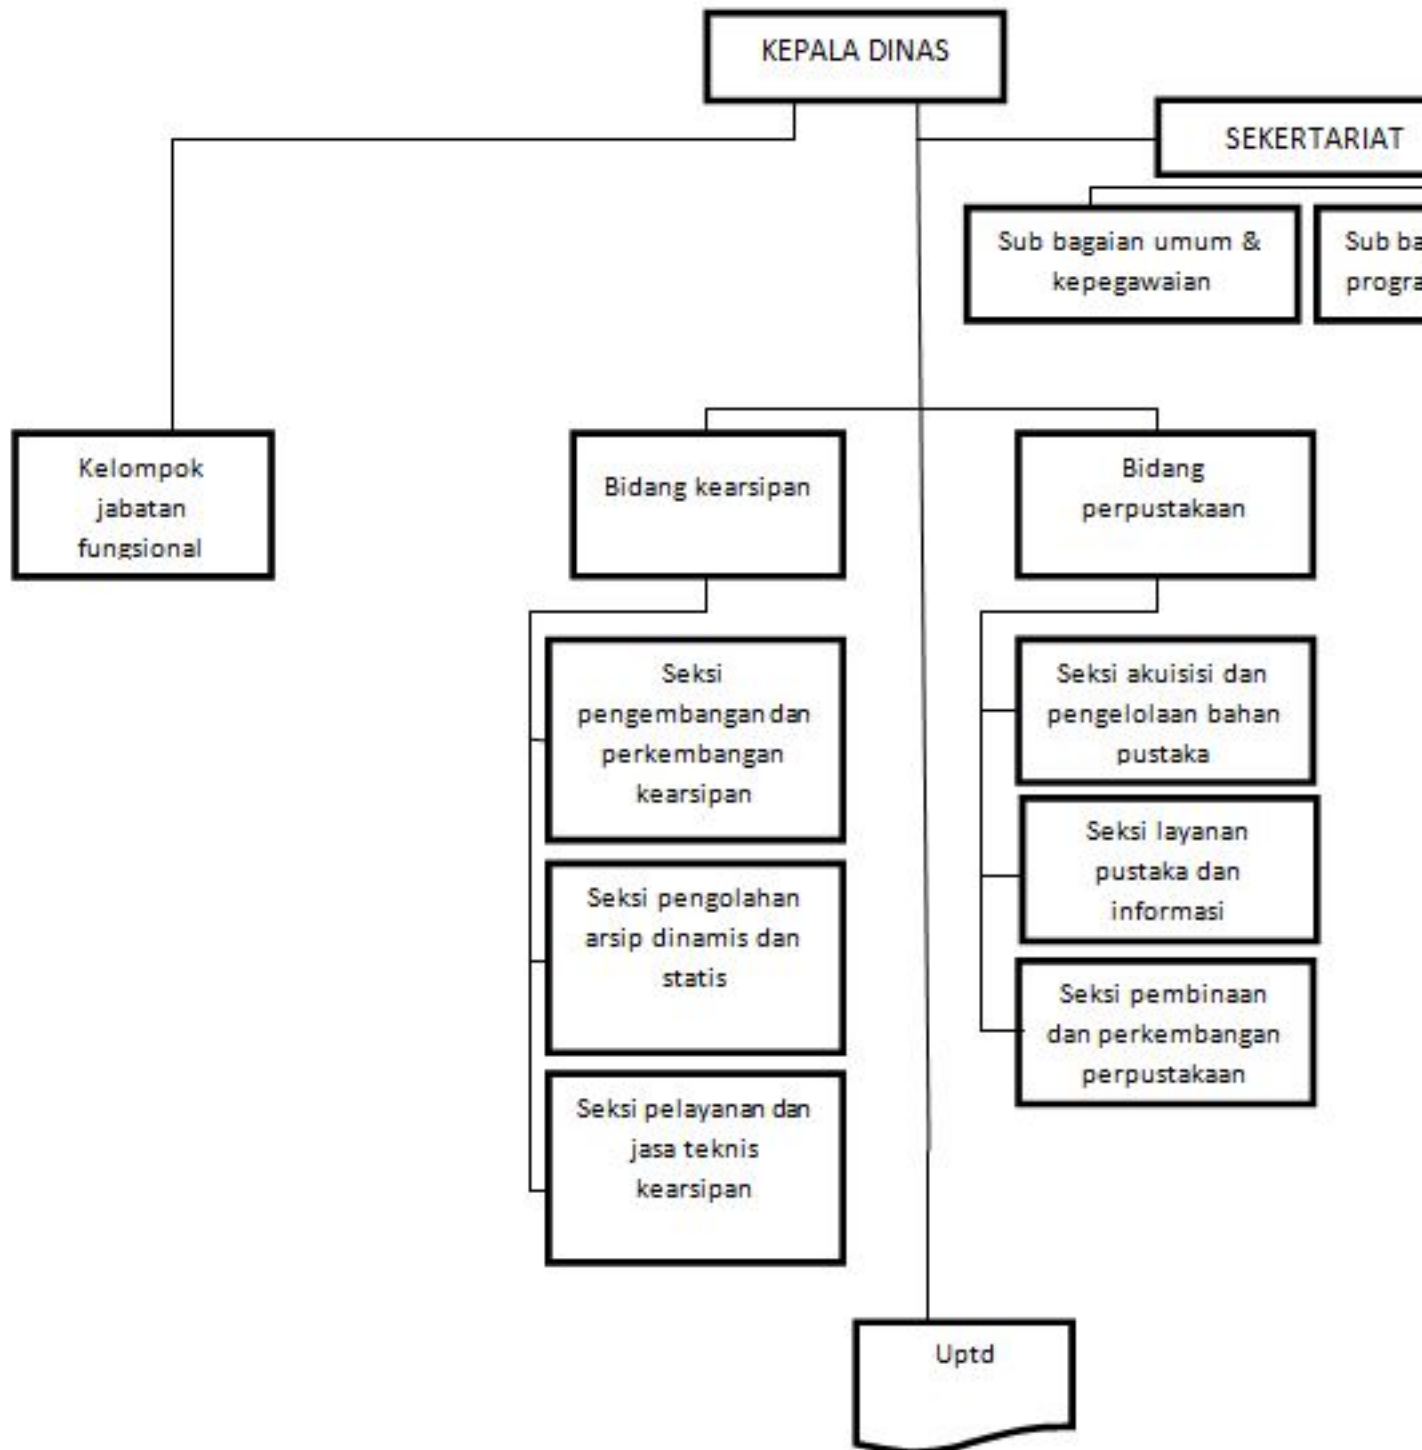 KEPALA DINAS
SEKERTARIAT
Sub bagaian umum &
kepegawaian
Sub
Kelompok
jabatan
fungsional
Bidang kearsipan
Bidang
perpustakaan
Seksi
pengembangan dan
perkembangan
kearsipan
Seksi pengolahan
arsip dinamis dan
statis
Seksi pelayanan dan
jasa teknis
kearsipan
Seksi akuisisi dan
pengelolaan bahan
pustaka
Seksi layanan
pustaka dan
informasi
Seksi pembinaan
dan perkembangan
perpustakaan
Uptd